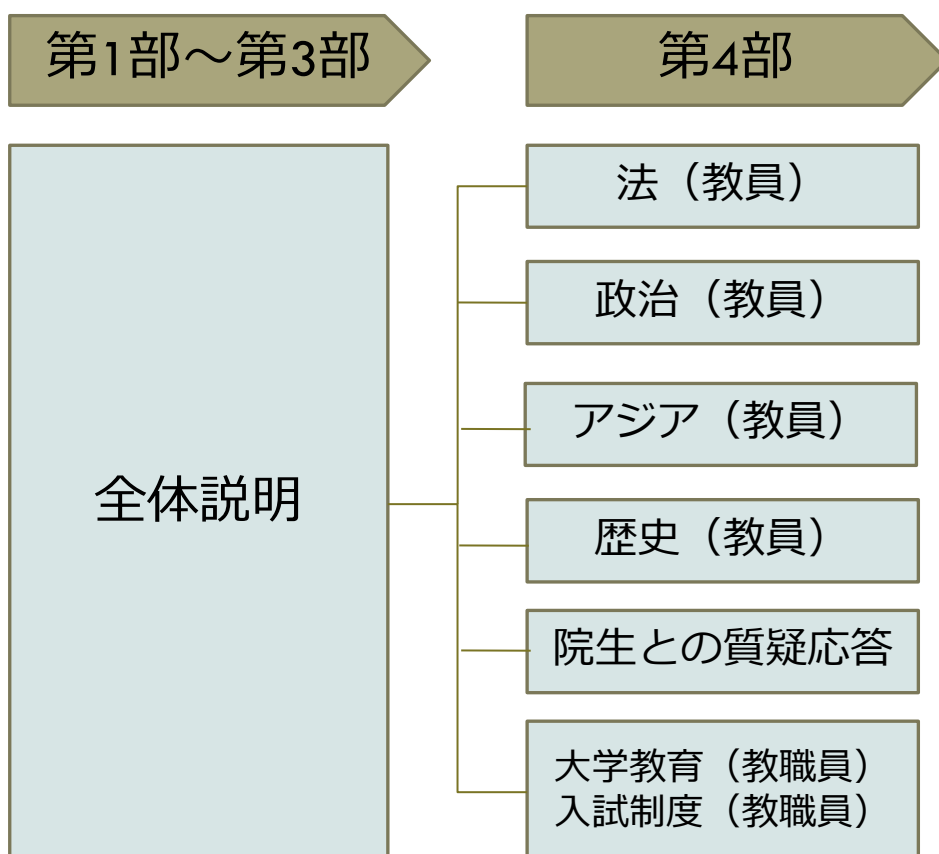 第1部～第3部
第4部
全体説明
法（教員）
政治（教員）
アジア（教員）
歴史（教員）
院生との質疑応答
大学教育（教職員）
入試制度（教職員）